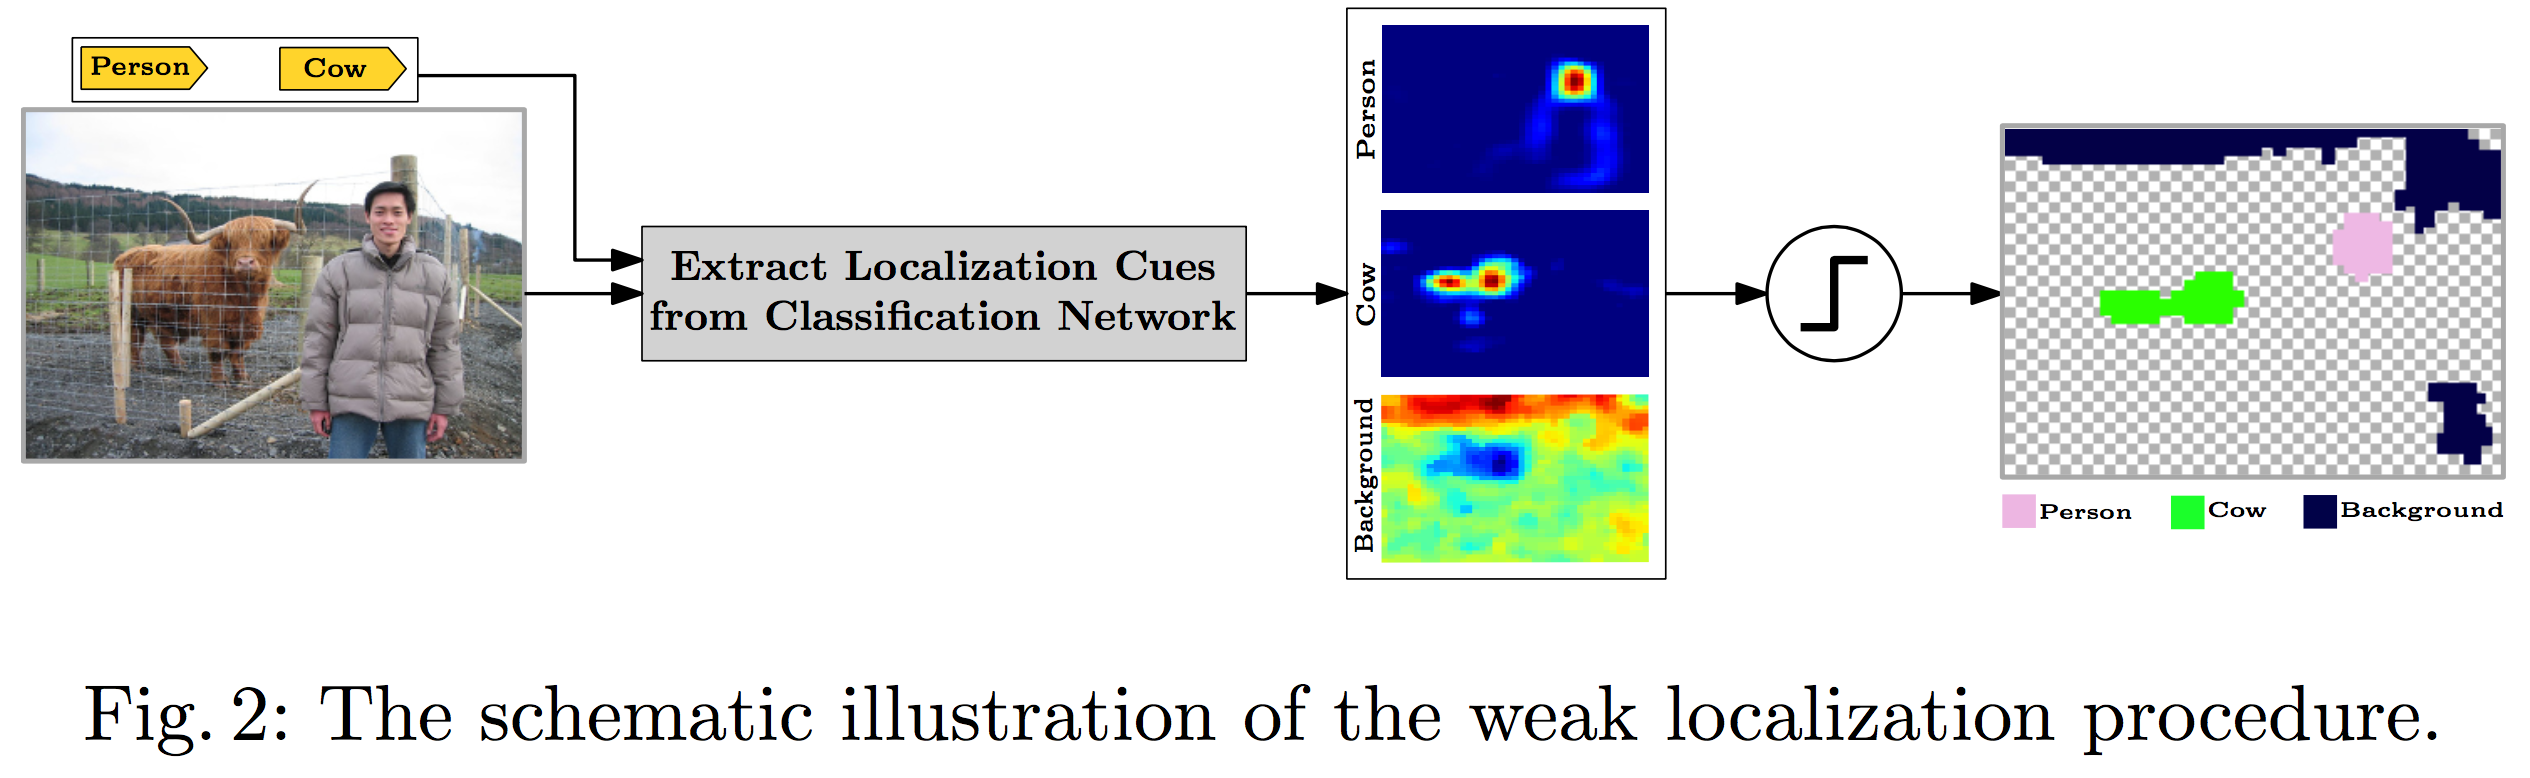 Person
Cow
Extract Localization Cues
from Classification Network
Person
Cow
Background
Person
Cow
Background
Fig. 2: The schematic illustration of the weak localization procedure.